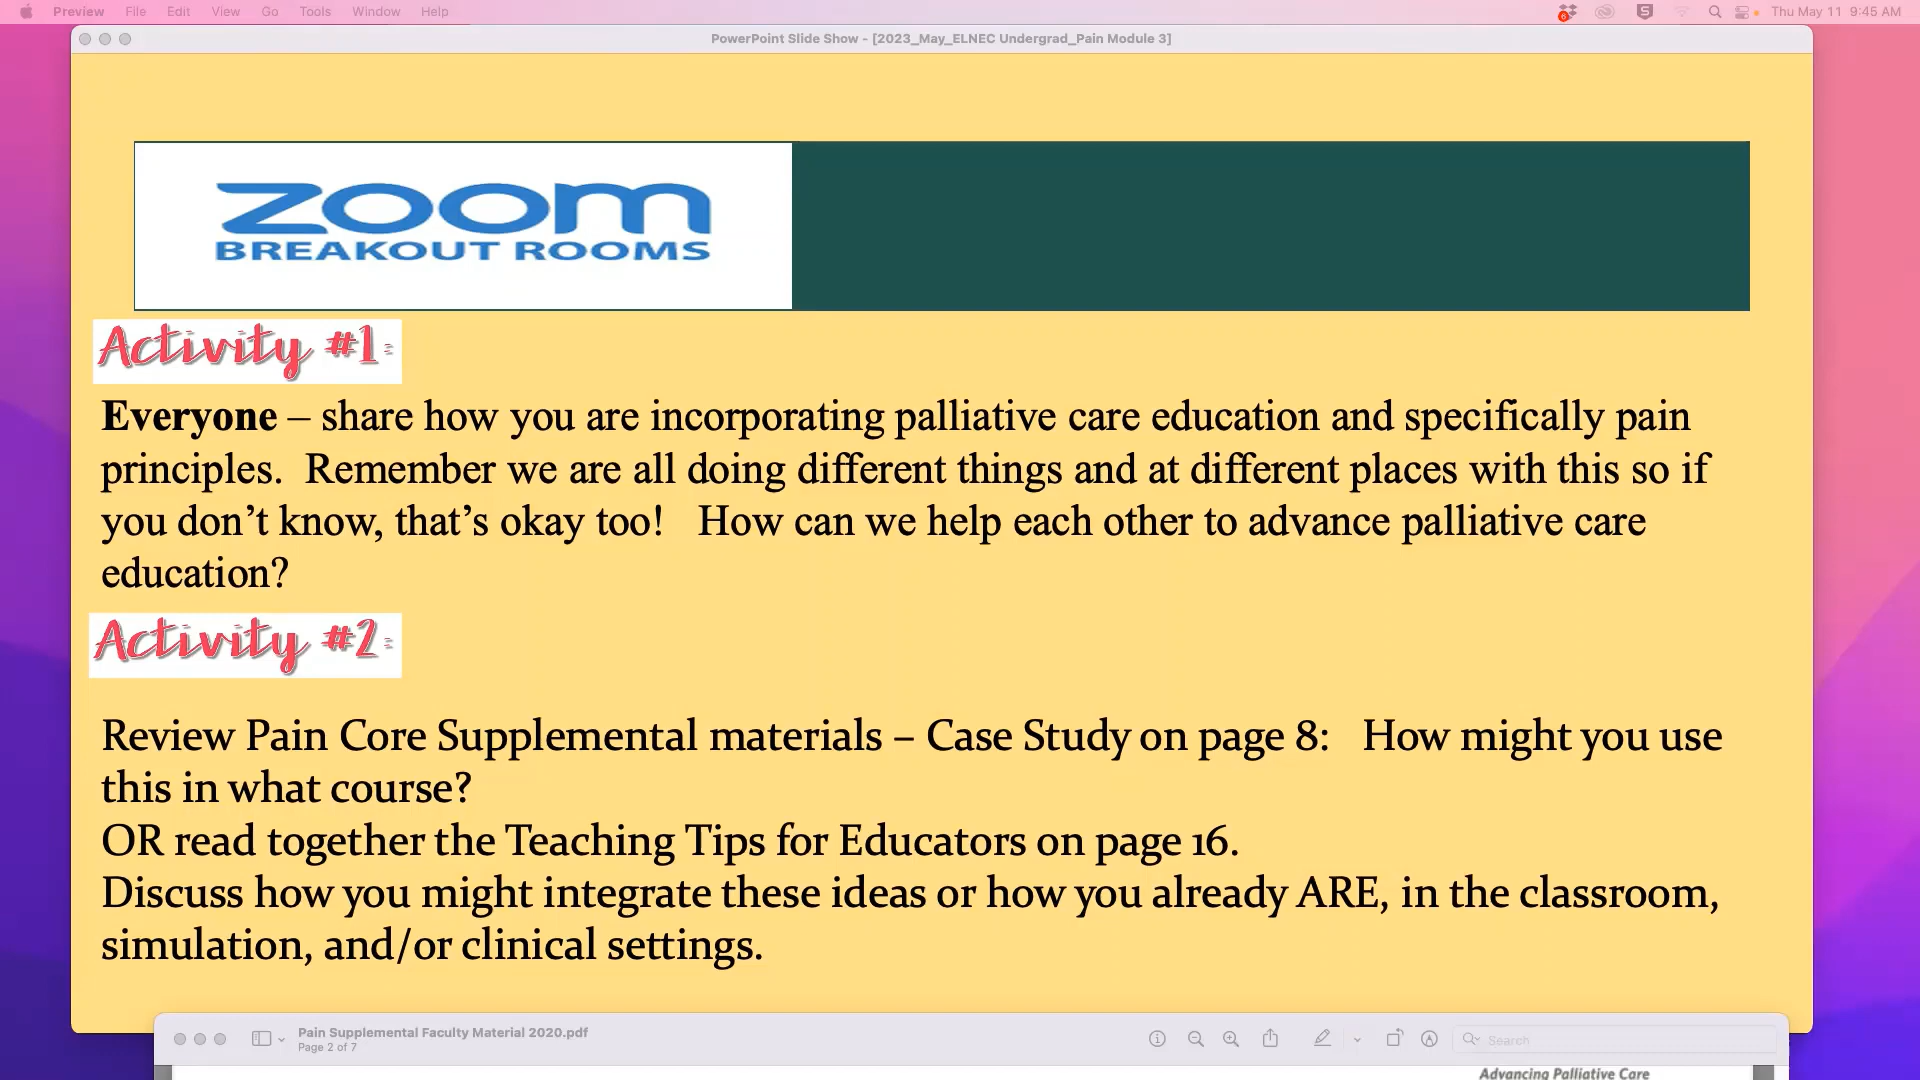 Preview File Edit View Go Tools Window Help
6
S
Thu May 11 9:45 AM
PowerPoint Slide Show - [2023_May_ELNEC Undergrad_Pain Module 3]
zoom
BREAKOUT ROOMS
Activity #1:
Everyone – share how you are incorporating palliative care education and specifically pain
principles. Remember we are all doing different things and at different places with this so if
you don’t know, that’s okay too! How can we help each other to advance palliative care
education?
Activity #2:
Review Pain Core Supplemental materials – Case Study on page 8: How might you use
this in what course?
OR read together the Teaching Tips for Educators on page 16.
Discuss how you might integrate these ideas or how you already ARE, in the classroom,
simulation, and/or clinical settings.
Pain Supplemental Faculty Material 2020.pdf
Page 2 of 7
Search
Advancing Palliative Care